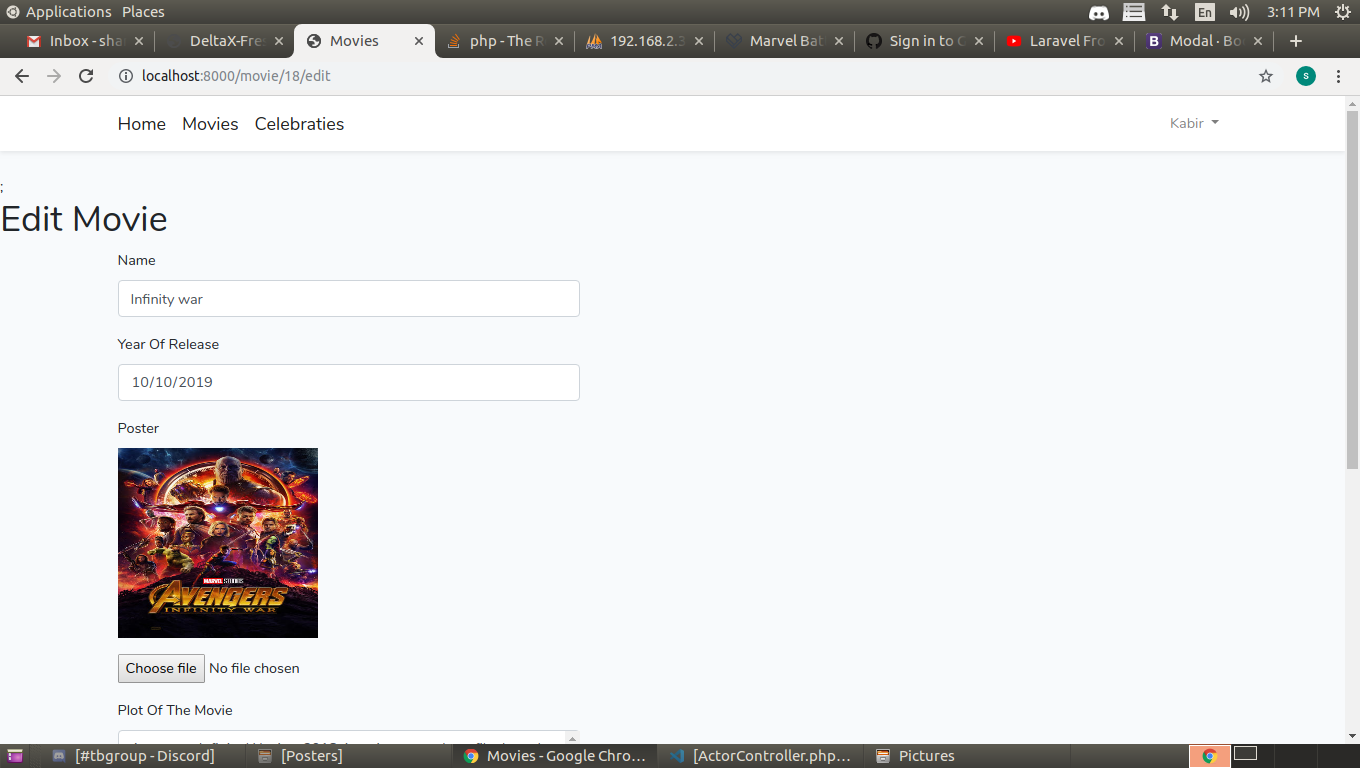 Applications Places
En 3:11 PM
Inbox - sha
DeltaX-Fres
Movies
php - The R
192.168.2.3
Marvel Bat
Sign in to G
Laravel Fro
B Modal · Bo
localhost:8000/movie/18/edit
s
Home Movies Celebraties
Kabir
;
Edit Movie
Name
Infinity war
Year Of Release
10/10/2019
Poster
MARVEL STUDIOS
AVENGERS
INFINITY WAR
Choose file No file chosen
Plot Of The Movie
[#tbgroup - Discord]
[Posters]
Movies - Google Chro...
[ActorController.php...
Pictures